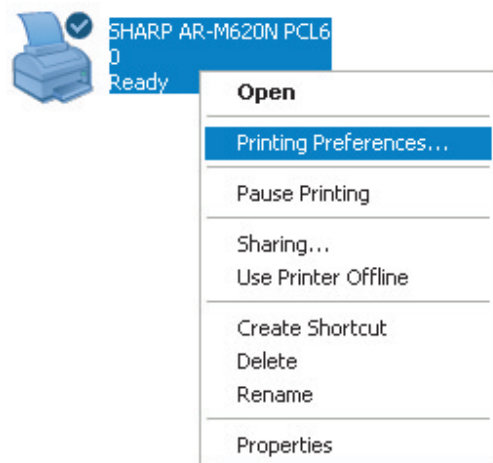 SHARP AR-M620N PCL6
0
Ready
Open
Printing Preferences...
Pause Printing
Sharing...
Use Printer Offline
Create Shortcut
Delete
Rename
Properties